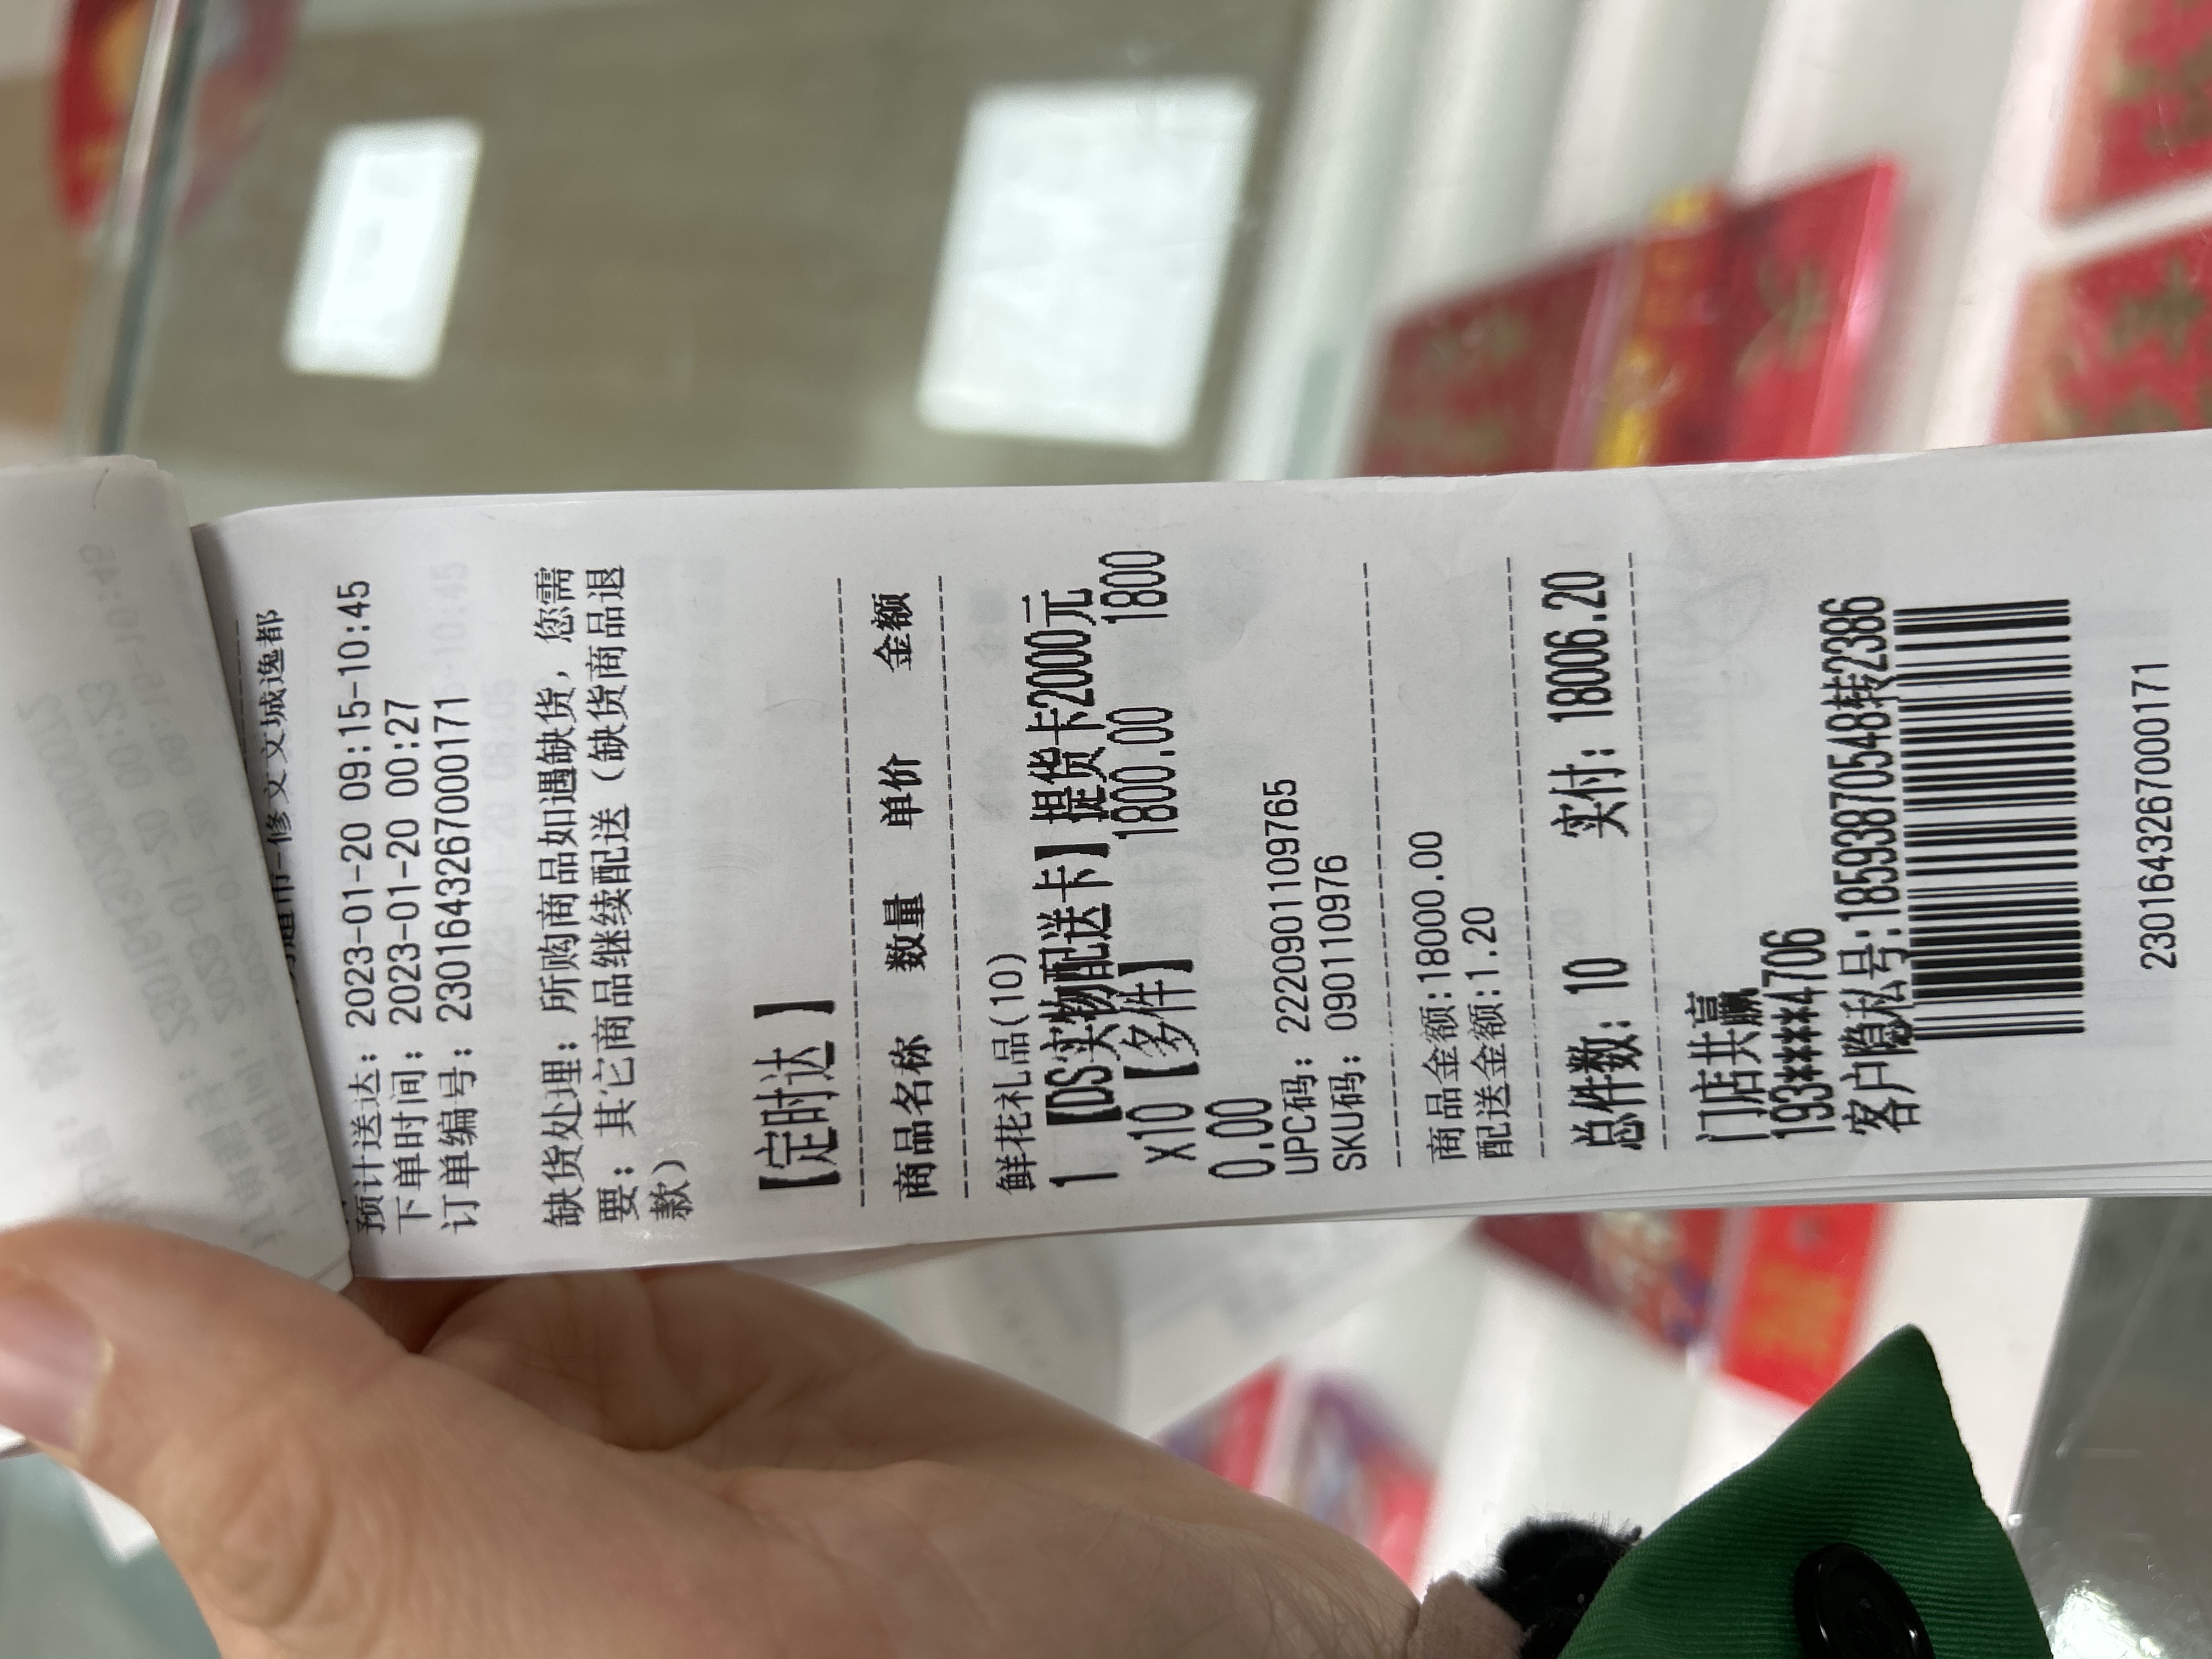 修文文城逸都
预计送达：2023-01-20 09:15-10:45
下单时间：2023-01-20 00:27
订单编号：2301643267000171
缺货处理：所购商品如遇缺货，您需
要：其它商品继续配送（缺货商品退
款）
【定时达】
商品名称 数量 单价 金额
鲜花礼品(10)
1 【DS实物配送卡】提货卡2000元
x10【多件】 1800.00 1800
0.00
UPC码：2220901109765
SKU码：090110976
商品金额:18000.00
配送金额:1.20
总件数：10 实付：18006.20
门店共赢
193****4706
客户隐私号:18593870548转2386
2301643267000171